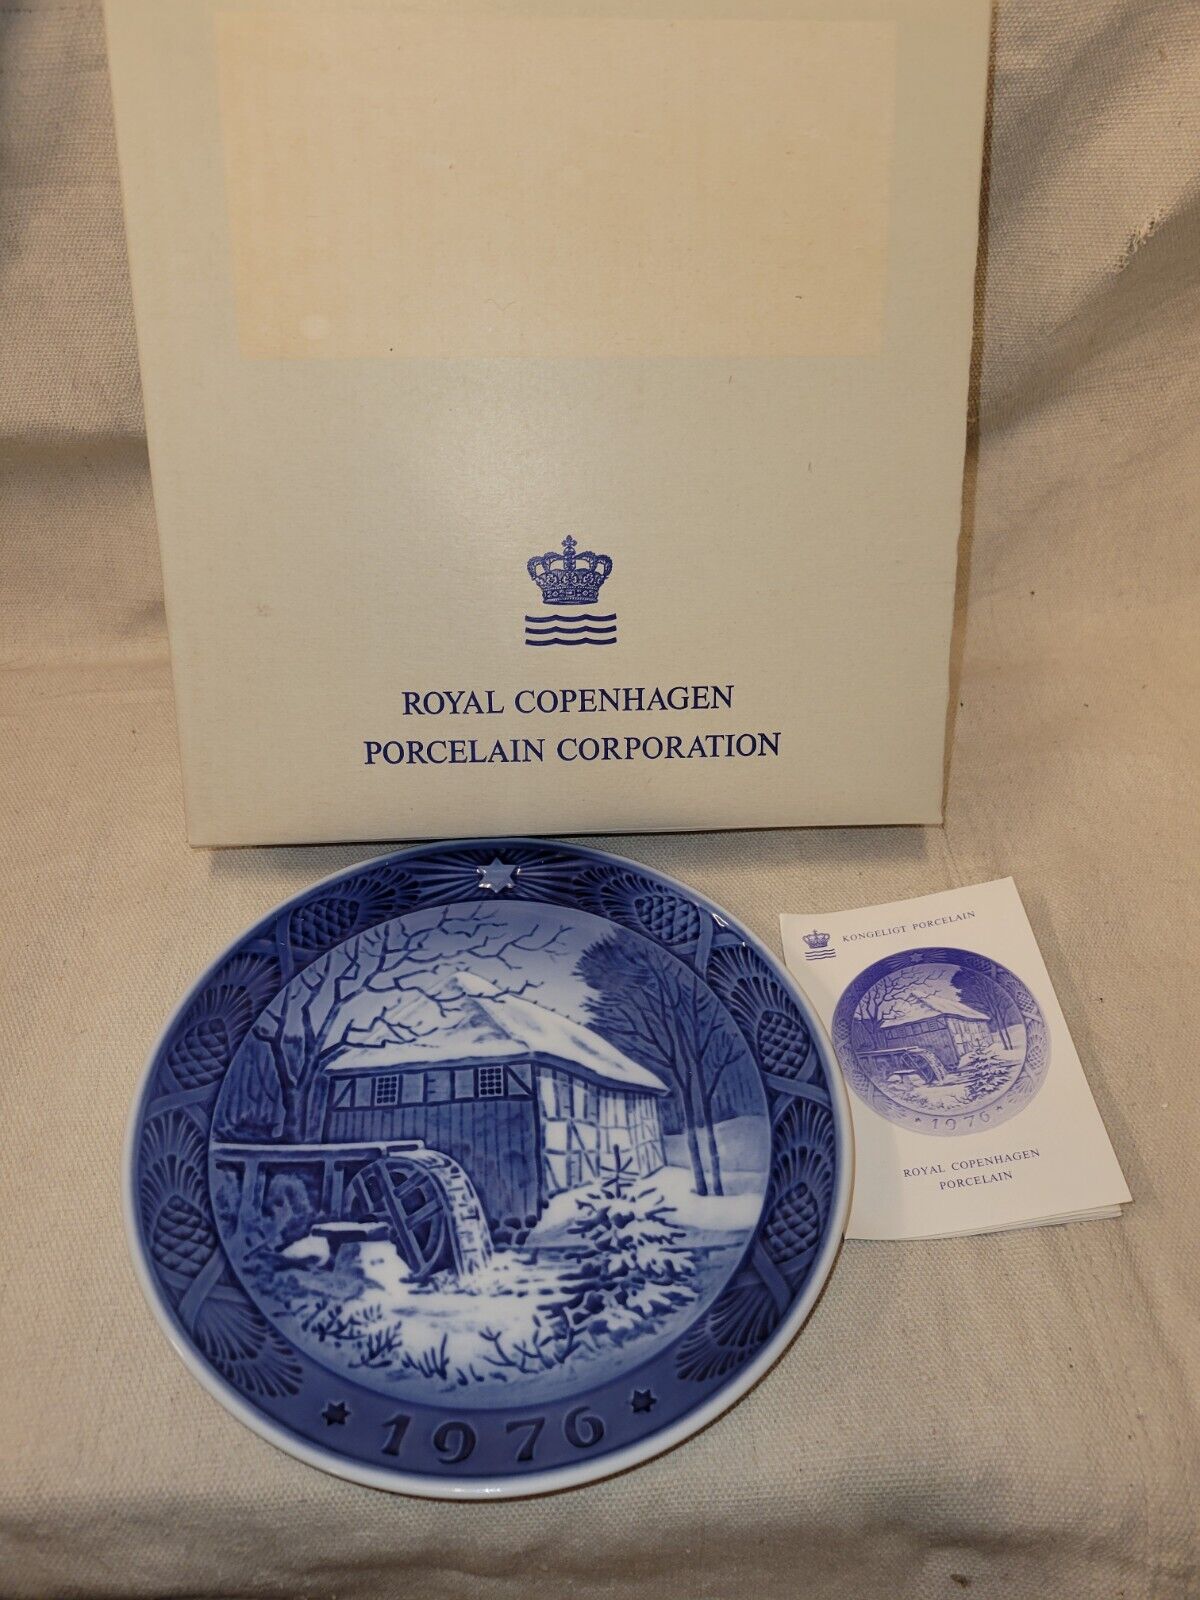 ROYAL COPENHAGEN
PORCELAIN CORPORATION
1976
KONGELIGT PORCELAIN
1976
ROYAL COPENHAGEN
PORCELAIN